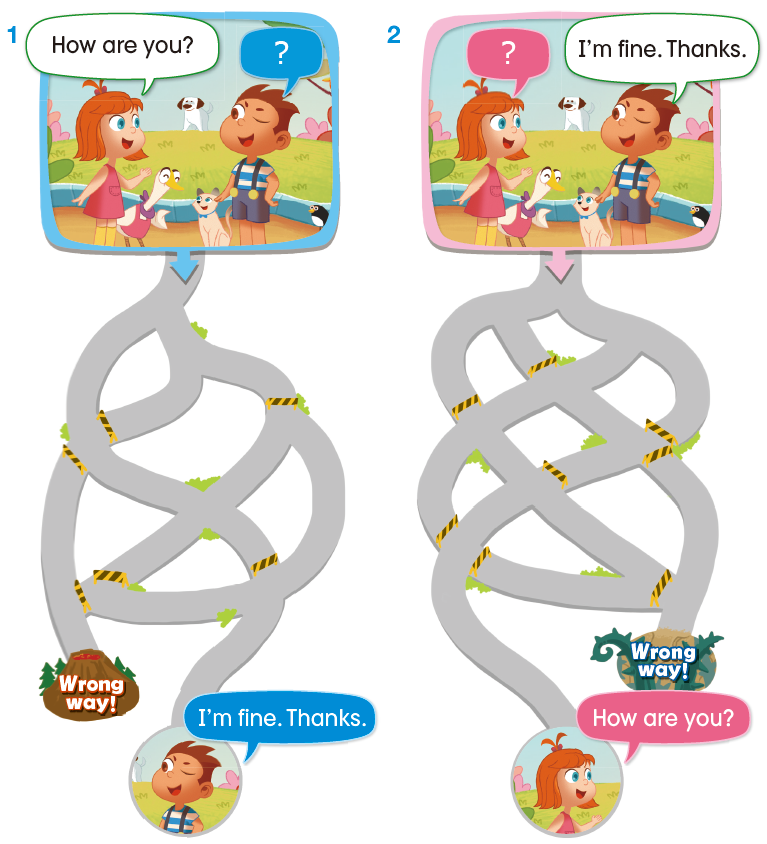 1
How are you?
?
2
?
I'm fine. Thanks.
Wrong
way!
I'm fine. Thanks.
Wrong
way!
How are you?